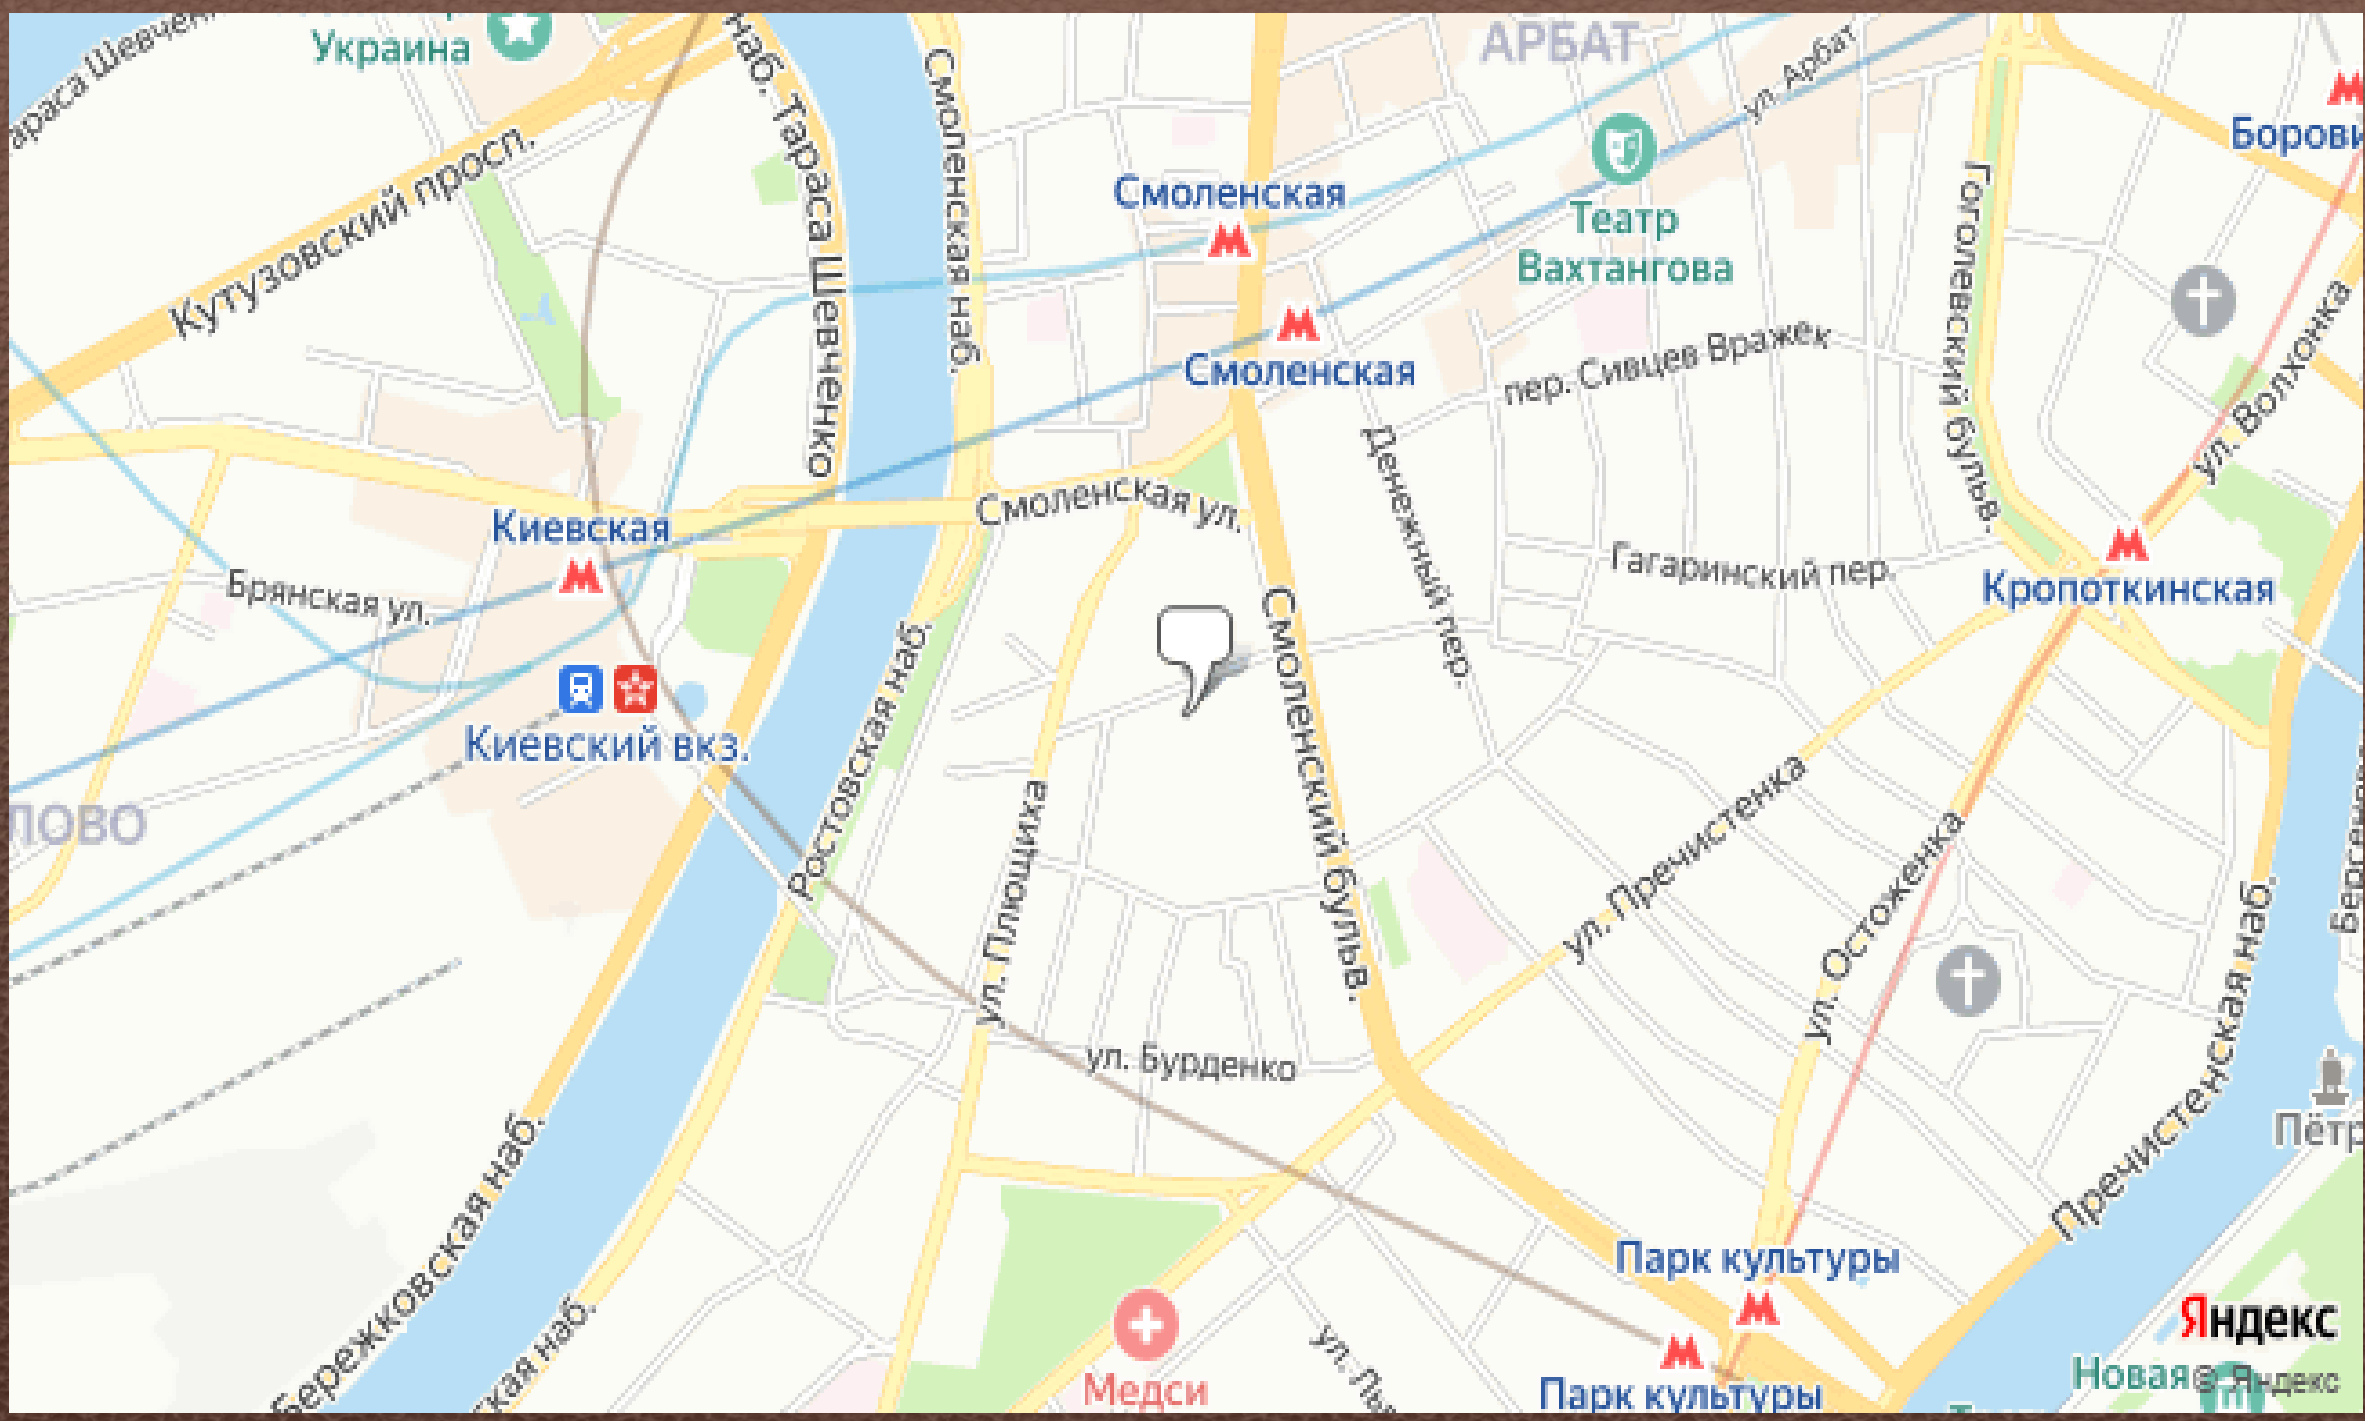 Украина
АРБАТ
ул. Арбат
наб. Тараса Шевченко
Смоленская наб.
Кутузовский просп.
Смоленская
Театр
Вахтангова
Гоголевский бульв.
Смоленская
пер. Сивцев Вражек
ул. Волхонка
Денежный пер.
Смоленская ул.
Киевская
Брянская ул.
Гагаринский пер.
Кропоткинская
Киевский вкз.
Ростовская наб.
Смоленский бульв.
ул. Плющиха
ул. Пречистенка
ул. Остоженка
ул. Бурденко
Пречистенская наб.
Бережковская наб.
Парк культуры
Медси
Парк культуры
Яндекс
Новая
© Яндекс